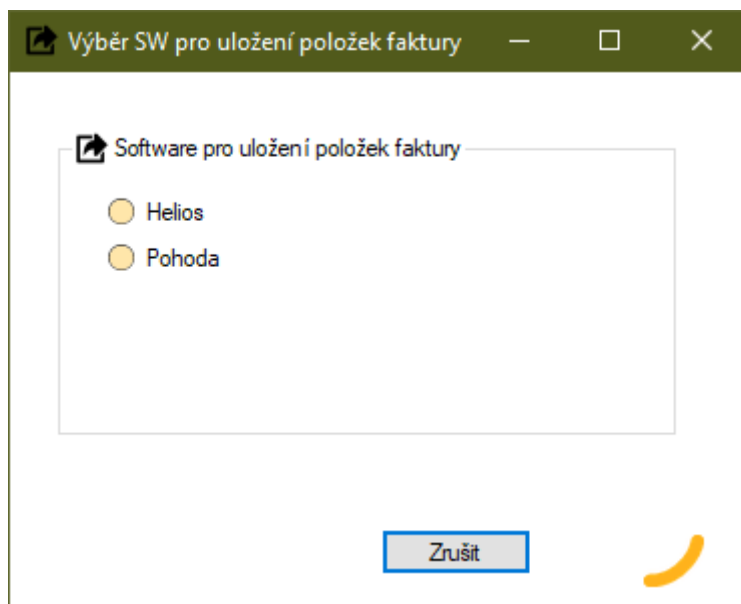 Výběr SW pro uložení položek faktury
Software pro uložení položek faktury
Helios
Pohoda
Zrušit